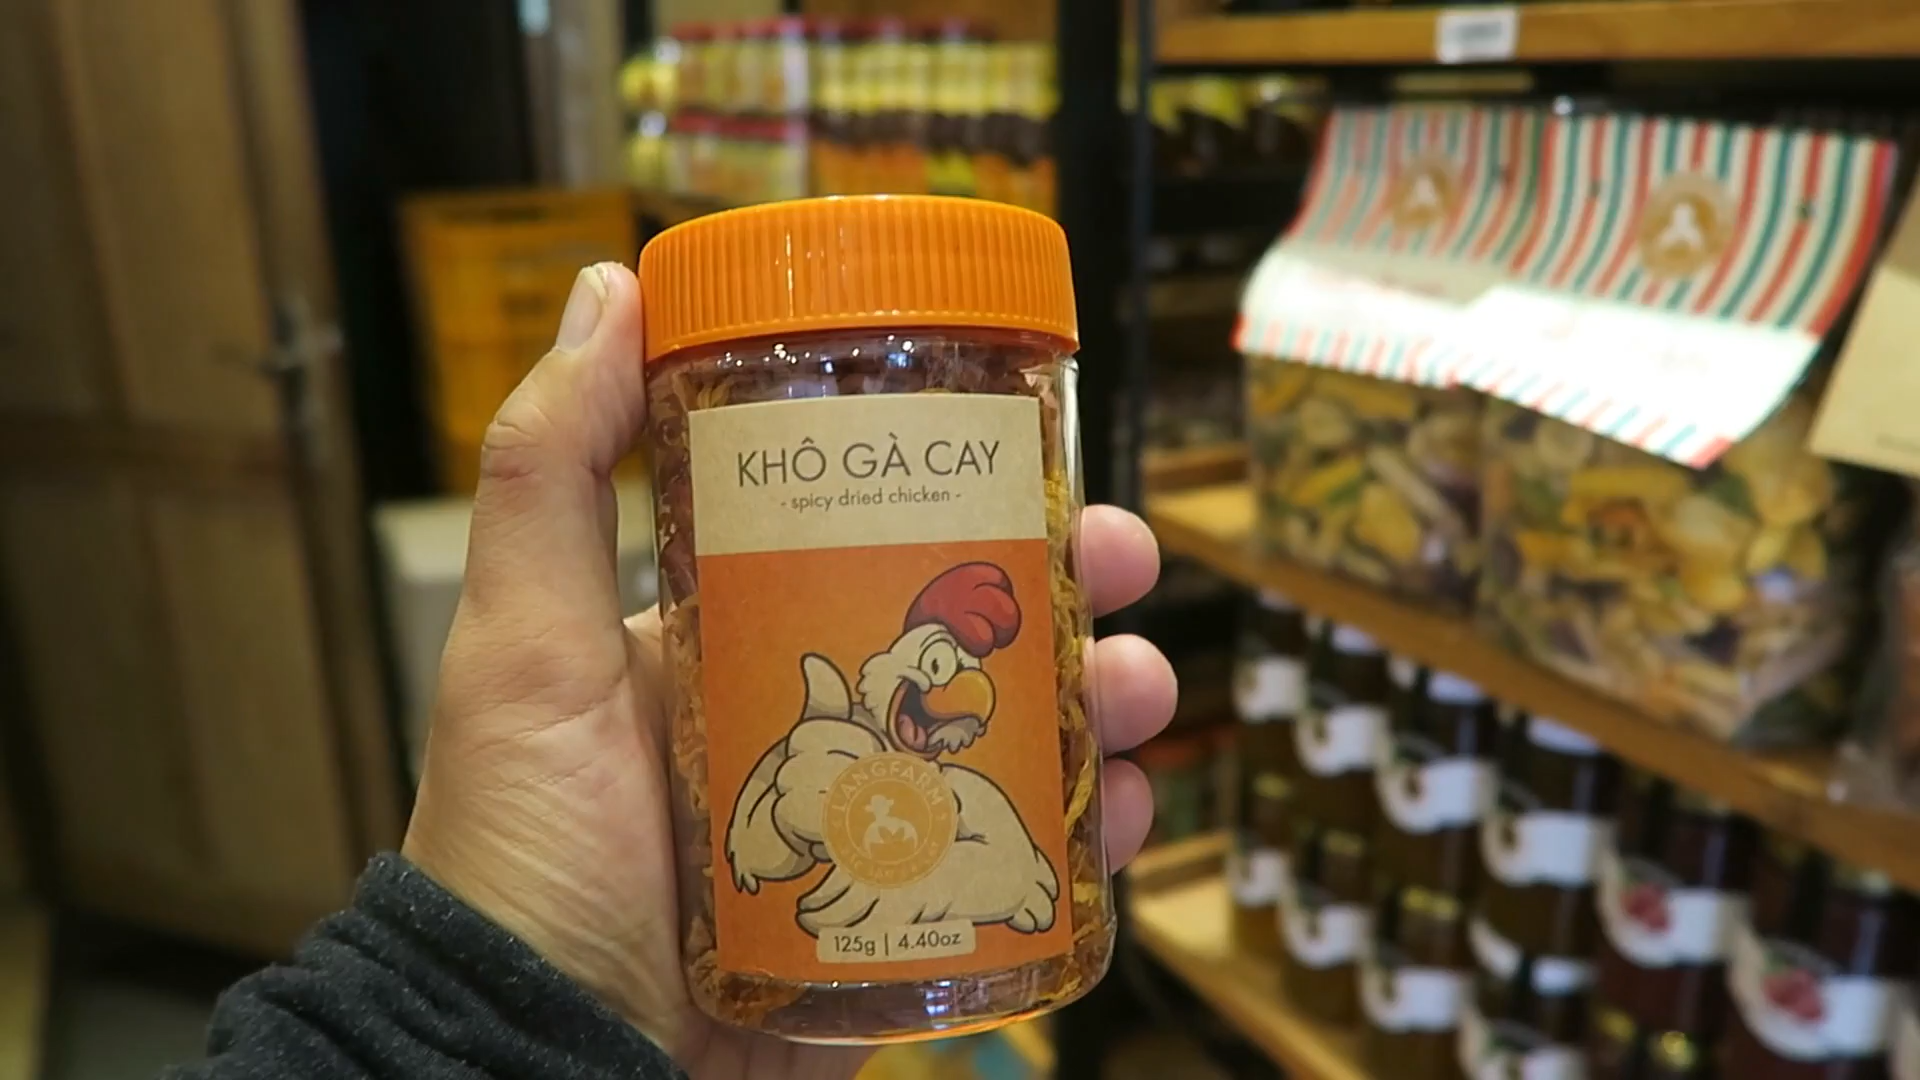 KHÔ GÀ CAY
- spicy dried chicken -
LANGFARM
125g | 4.40oz